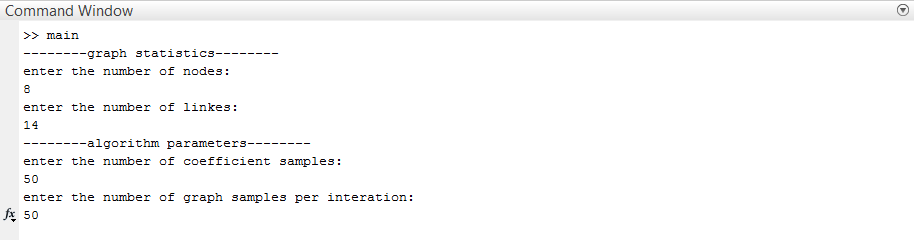 Command Window
>> main
--------graph statistics--------
enter the number of nodes:
8
enter the number of linkes:
14
--------algorithm parameters--------
enter the number of coefficient samples:
50
enter the number of graph samples per interation:
fx 50